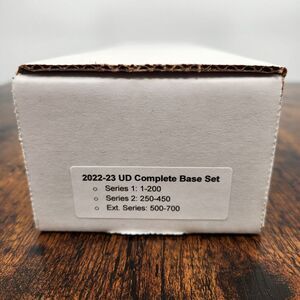 2022-23 UD Complete Base Set
○ Series 1: 1-200
○ Series 2: 250-450
○ Ext. Series: 500-700